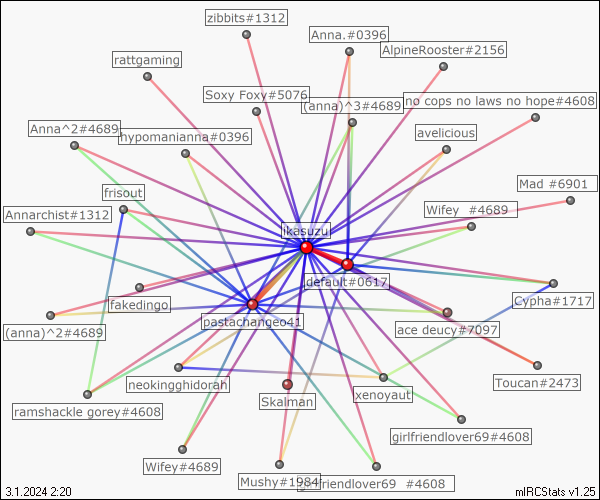 zibbits#1312
Anna.#0396
AlpineRooster#2156
rattgaming
Soxy Foxy#5076
(anna)^3#4689
no cops no laws no hope#4608
Anna^2#4689
hypomanianna#0396
avelicious
frisout
Mad #6901
Annarchist#1312
Wifey #4689
ikasuzu
default#0617
fakedingo
Cypha#1717
pastachangeo41
(anna)^2#4689
ace deucy#7097
neokingghidorah
Toucan#2473
xenoyaut
Skalman
ramshackle gorey#4608
girlfriendlover69#4608
Wifey#4689
Mushy#1984
girlfriendlover69 #4608
3.1.2024 2:20
mIRCStats v1.25